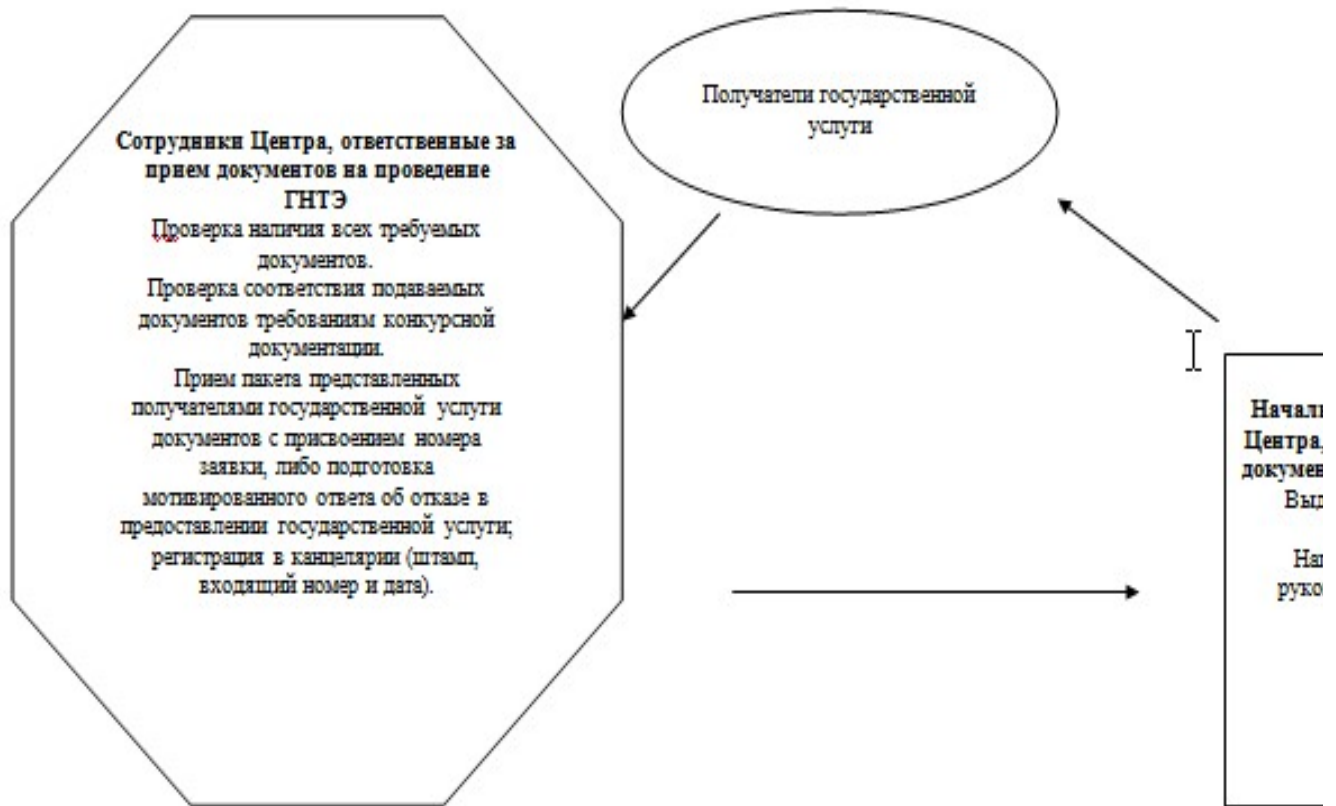 Сотрудники Центра, ответственные за
прием документов на проведение
ГНТЭ
Проверка наличия всех требуемых
документов.
Проверка соответствия подаваемых
документов требованиям конкурсной
документации.
Прием пакета представленных
получателями государственной услуги
документов с присвоением номера
заявки, либо подготовка
мотивированного ответа об отказе в
предоставлении государственной услуги;
регистрация в канцелярии (штамп,
входящий номер и дата).
Получатели государственной
услуги
Центра,